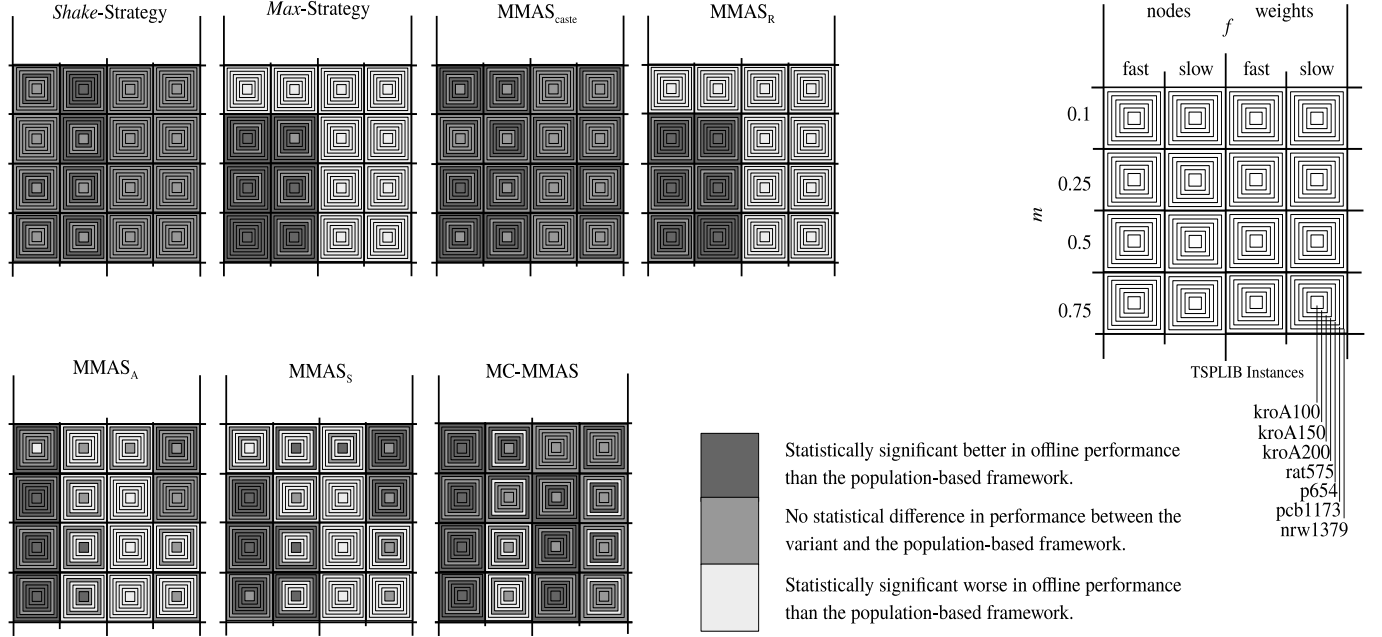 Shake-Strategy
Max-Strategy
MMAScaste
MMASR
nodes
weights
f
fast
slow
fast
slow
0.1
0.25
m
0.5
0.75
TSPLIB Instances
kroA100
kroA150
kroA200
rat575
p654
pcb1173
nrw1379
MMASA
MMASS
MC-MMAS
Statistically significant better in offline performance
than the population-based framework.
No statistical difference in performance between the
variant and the population-based framework.
Statistically significant worse in offline performance
than the population-based framework.